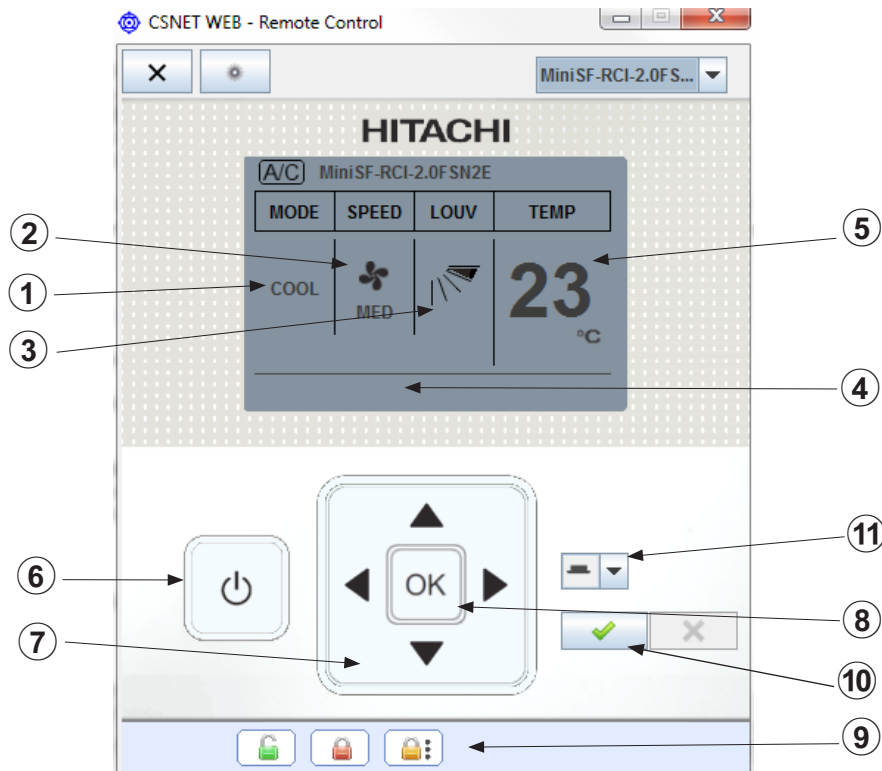 CSNET WEB - Remote Control
MiniSF-RCI-2.0FS...
HITACHI
A/C MiniSF-RCI-2.0FSN2E
MODE SPEED LOUV TEMP
2
5
1
COOL
MED
23
°C
3
4
6
OK
11
7
8
10
9